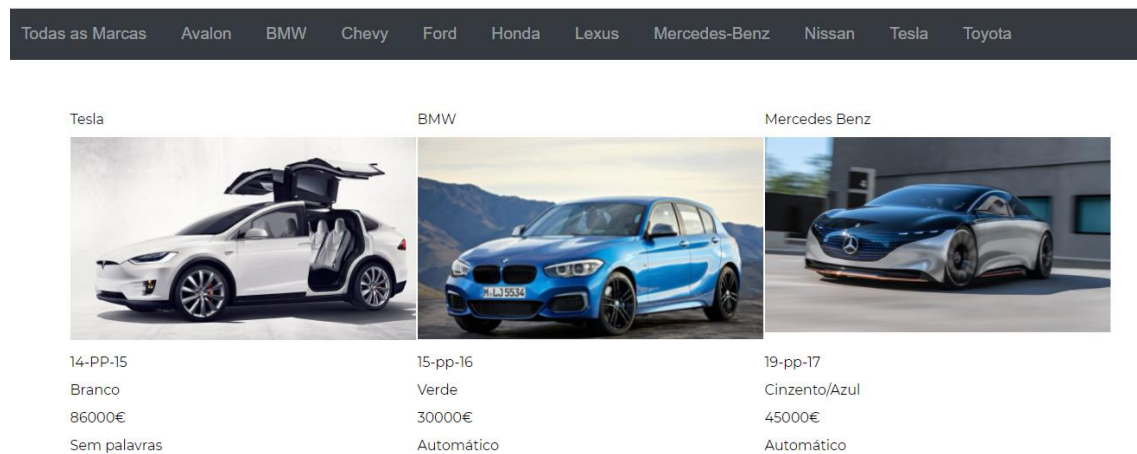 Todas as Marcas Avalon BMW Chevy Ford Honda Lexus Mercedes-Benz Nissan Tesla Toyota
Tesla BMW Mercedes Benz
M·LJ 5534
14-PP-15 15-pp-16 19-pp-17
Branco Verde Cinzento/Azul
86000€ 30000€ 45000€
Sem palavras Automático Automático